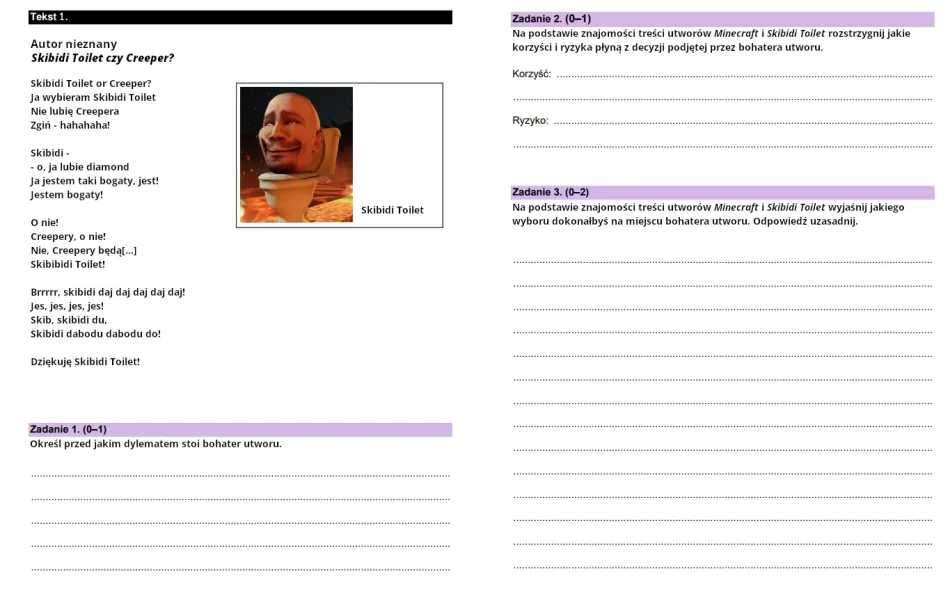 Tekst 1.
Autor nieznany
Skibidi Toilet czy Creeper?
Skibidi Toilet or Creeper?
Ja wybieram Skibidi Toilet
Nie lubię Creepera
Zgiń - hahahaha!
Skibidi -
- o, ja lubie diamond
Ja jestem taki bogaty, jest!
Jestem bogaty!
O nie!
Creepery, o nie!
Nie, Creepery będą[...]
Skibibidi Toilet!
Brrrrr, skibidi daj daj daj daj daj!
Jes, jes, jes, jes!
Skib, skibidi du,
Skibidi dabodu dabodu do!
Dziękuję Skibidi Toilet!
Skibidi Toilet
Zadanie 1. (0–1)
Określ przed jakim dylematem stoi bohater utworu.
Zadanie 2. (0–1)
Na podstawie znajomości treści utworów Minecraft i Skibidi Toilet rozstrzygnij jakie
korzyści i ryzyka płyną z decyzji podjętej przez bohatera utworu.
Korzyść:
Ryzyko:
Zadanie 3. (0–2)
Na podstawie znajomości treści utworów Minecraft i Skibidi Toilet wyjaśnij jakiego
wyboru dokonałbyś na miejscu bohatera utworu. Odpowiedź uzasadnij.